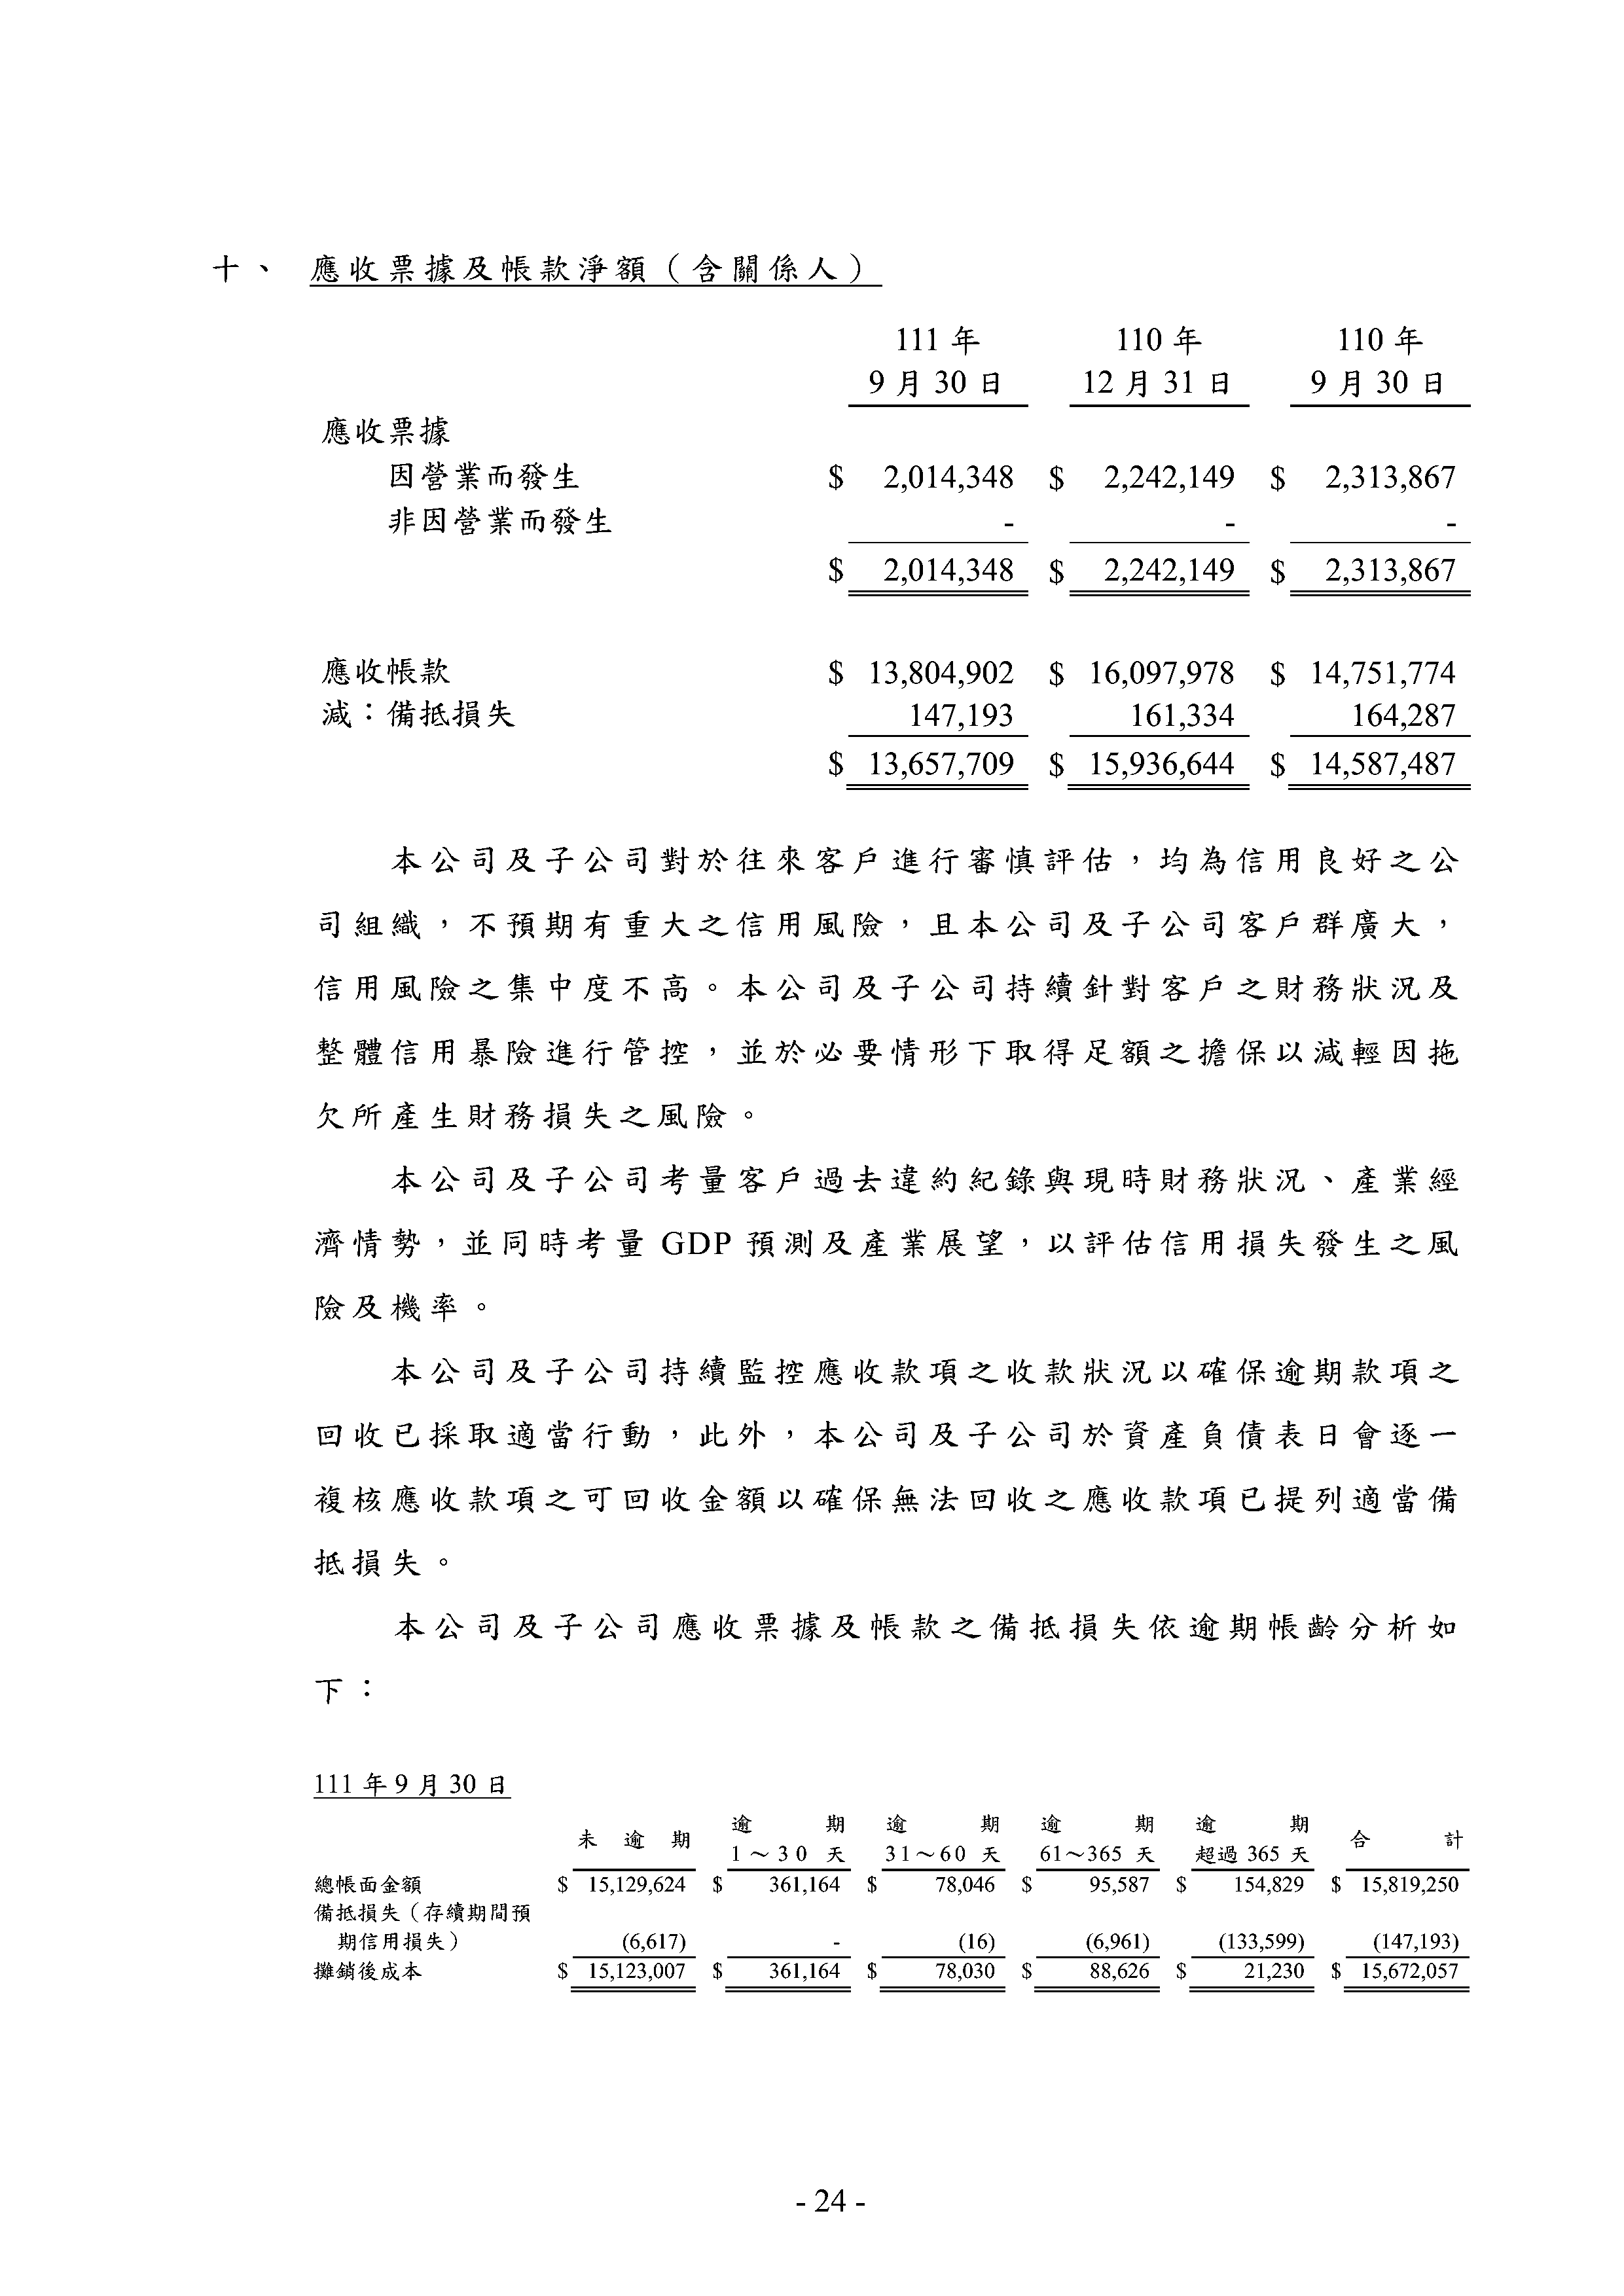 十、 應收票據及帳款淨額（含關係人）
111 年 110 年 110 年
9 月 30 日 12 月 31 日 9 月 30 日
應收票據
因營業而發生 $ 2,014,348 $ 2,242,149 $ 2,313,867
非因營業而發生 - - -
$ 2,014,348 $ 2,242,149 $ 2,313,867
應收帳款 $ 13,804,902 $ 16,097,978 $ 14,751,774
減：備抵損失 147,193 161,334 164,287
$ 13,657,709 $ 15,936,644 $ 14,587,487
本公司及子公司對於往來客戶進行審慎評估，均為信用良好之公
司組織，不預期有重大之信用風險，且本公司及子公司客戶群廣大，
信用風險之集中度不高。本公司及子公司持續針對客戶之財務狀況及
整體信用暴險進行管控，並於必要情形下取得足額之擔保以減輕因拖
欠所產生財務損失之風險。
本公司及子公司考量客戶過去違約紀錄與現時財務狀況、產業經
濟情勢，並同時考量 GDP 預測及產業展望，以評估信用損失發生之風
險及機率。
本公司及子公司持續監控應收款項之收款狀況以確保逾期款項之
回收已採取適當行動，此外，本公司及子公司於資產負債表日會逐一
複核應收款項之可回收金額以確保無法回收之應收款項已提列適當備
抵損失。
本公司及子公司應收票據及帳款之備抵損失依逾期帳齡分析如
下：
111 年 9 月 30 日
逾期 逾期 逾期 逾期
未逾期 1～30 天 31～60 天 61～365 天 超過 365 天 合計
總帳面金額 $ 15,129,624 $ 361,164 $ 78,046 $ 95,587 $ 154,829 $ 15,819,250
備抵損失（存續期間預
期信用損失） (6,617) - (16) (6,961) (133,599) (147,193)
攤銷後成本 $ 15,123,007 $ 361,164 $ 78,030 $ 88,626 $ 21,230 $ 15,672,057
- 24 -